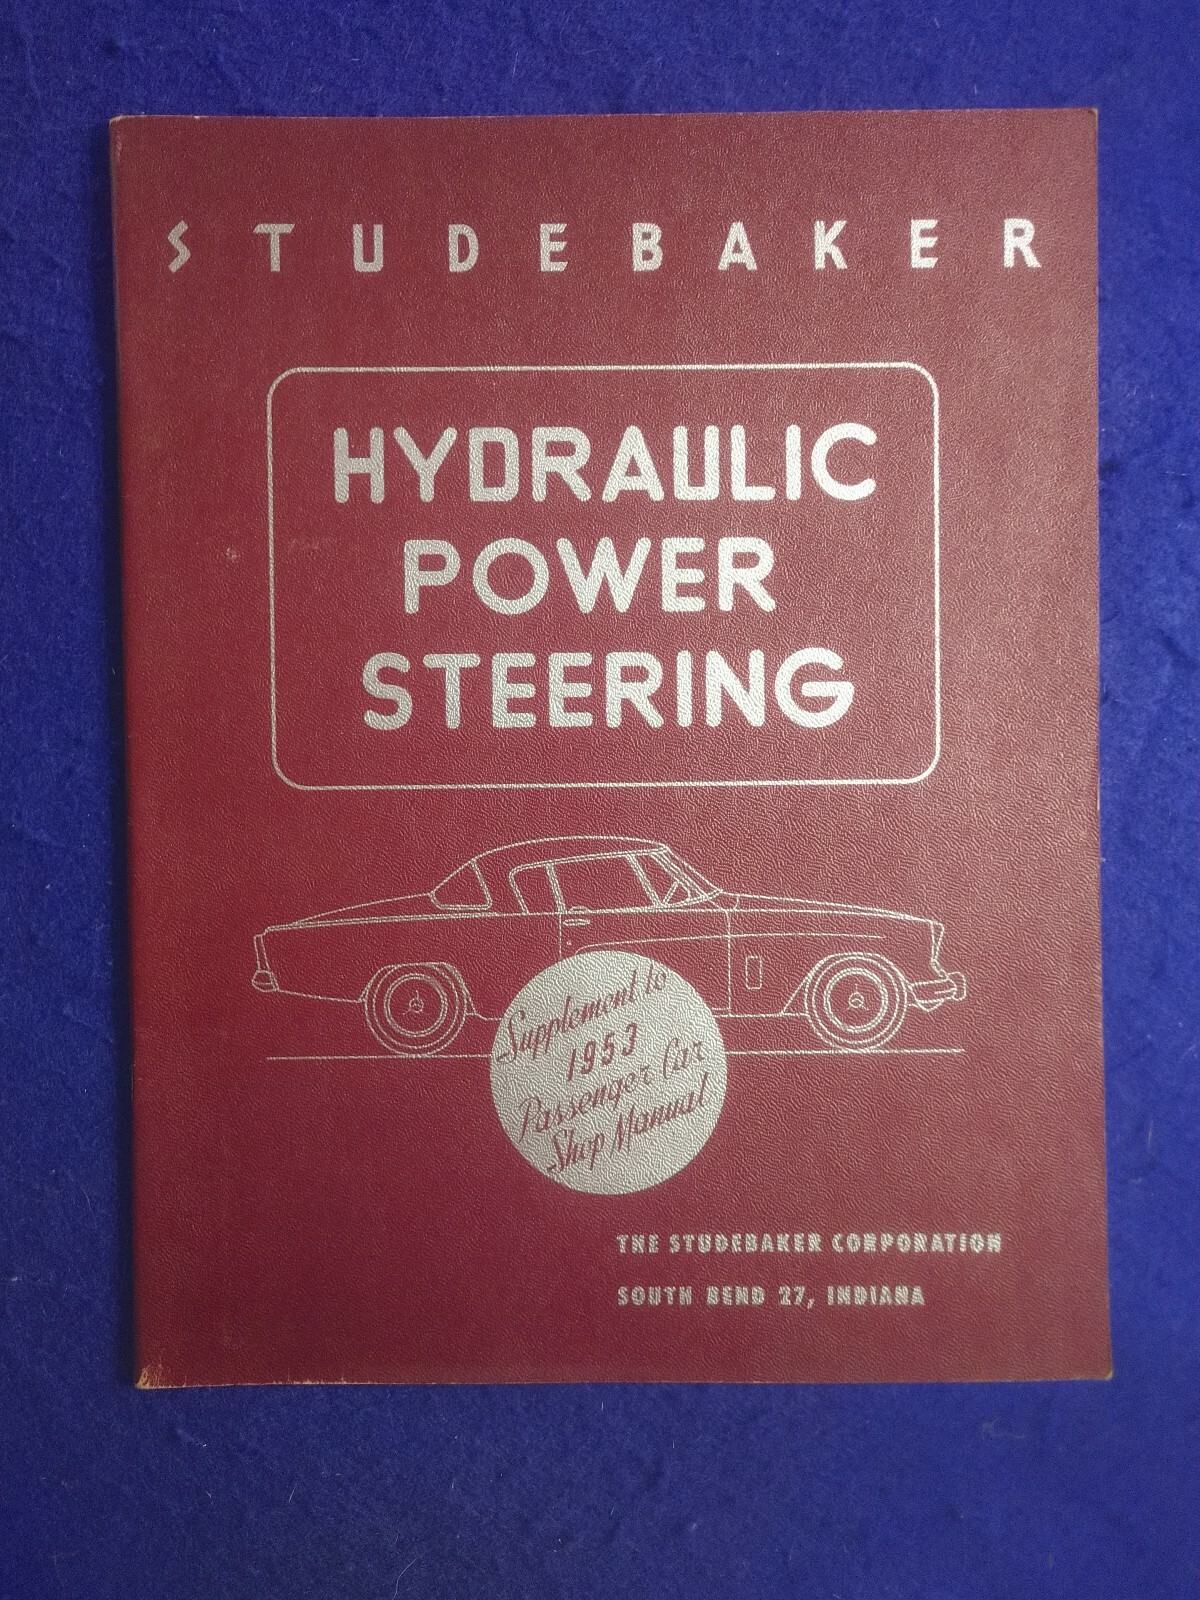 STUDEBAKER
HYDRAULIC
POWER
STEERING
Supplement to
1953
Passenger Car
Shop Manual
THE STUDEBAKER CORPORATION
SOUTH BEND 27, INDIANA